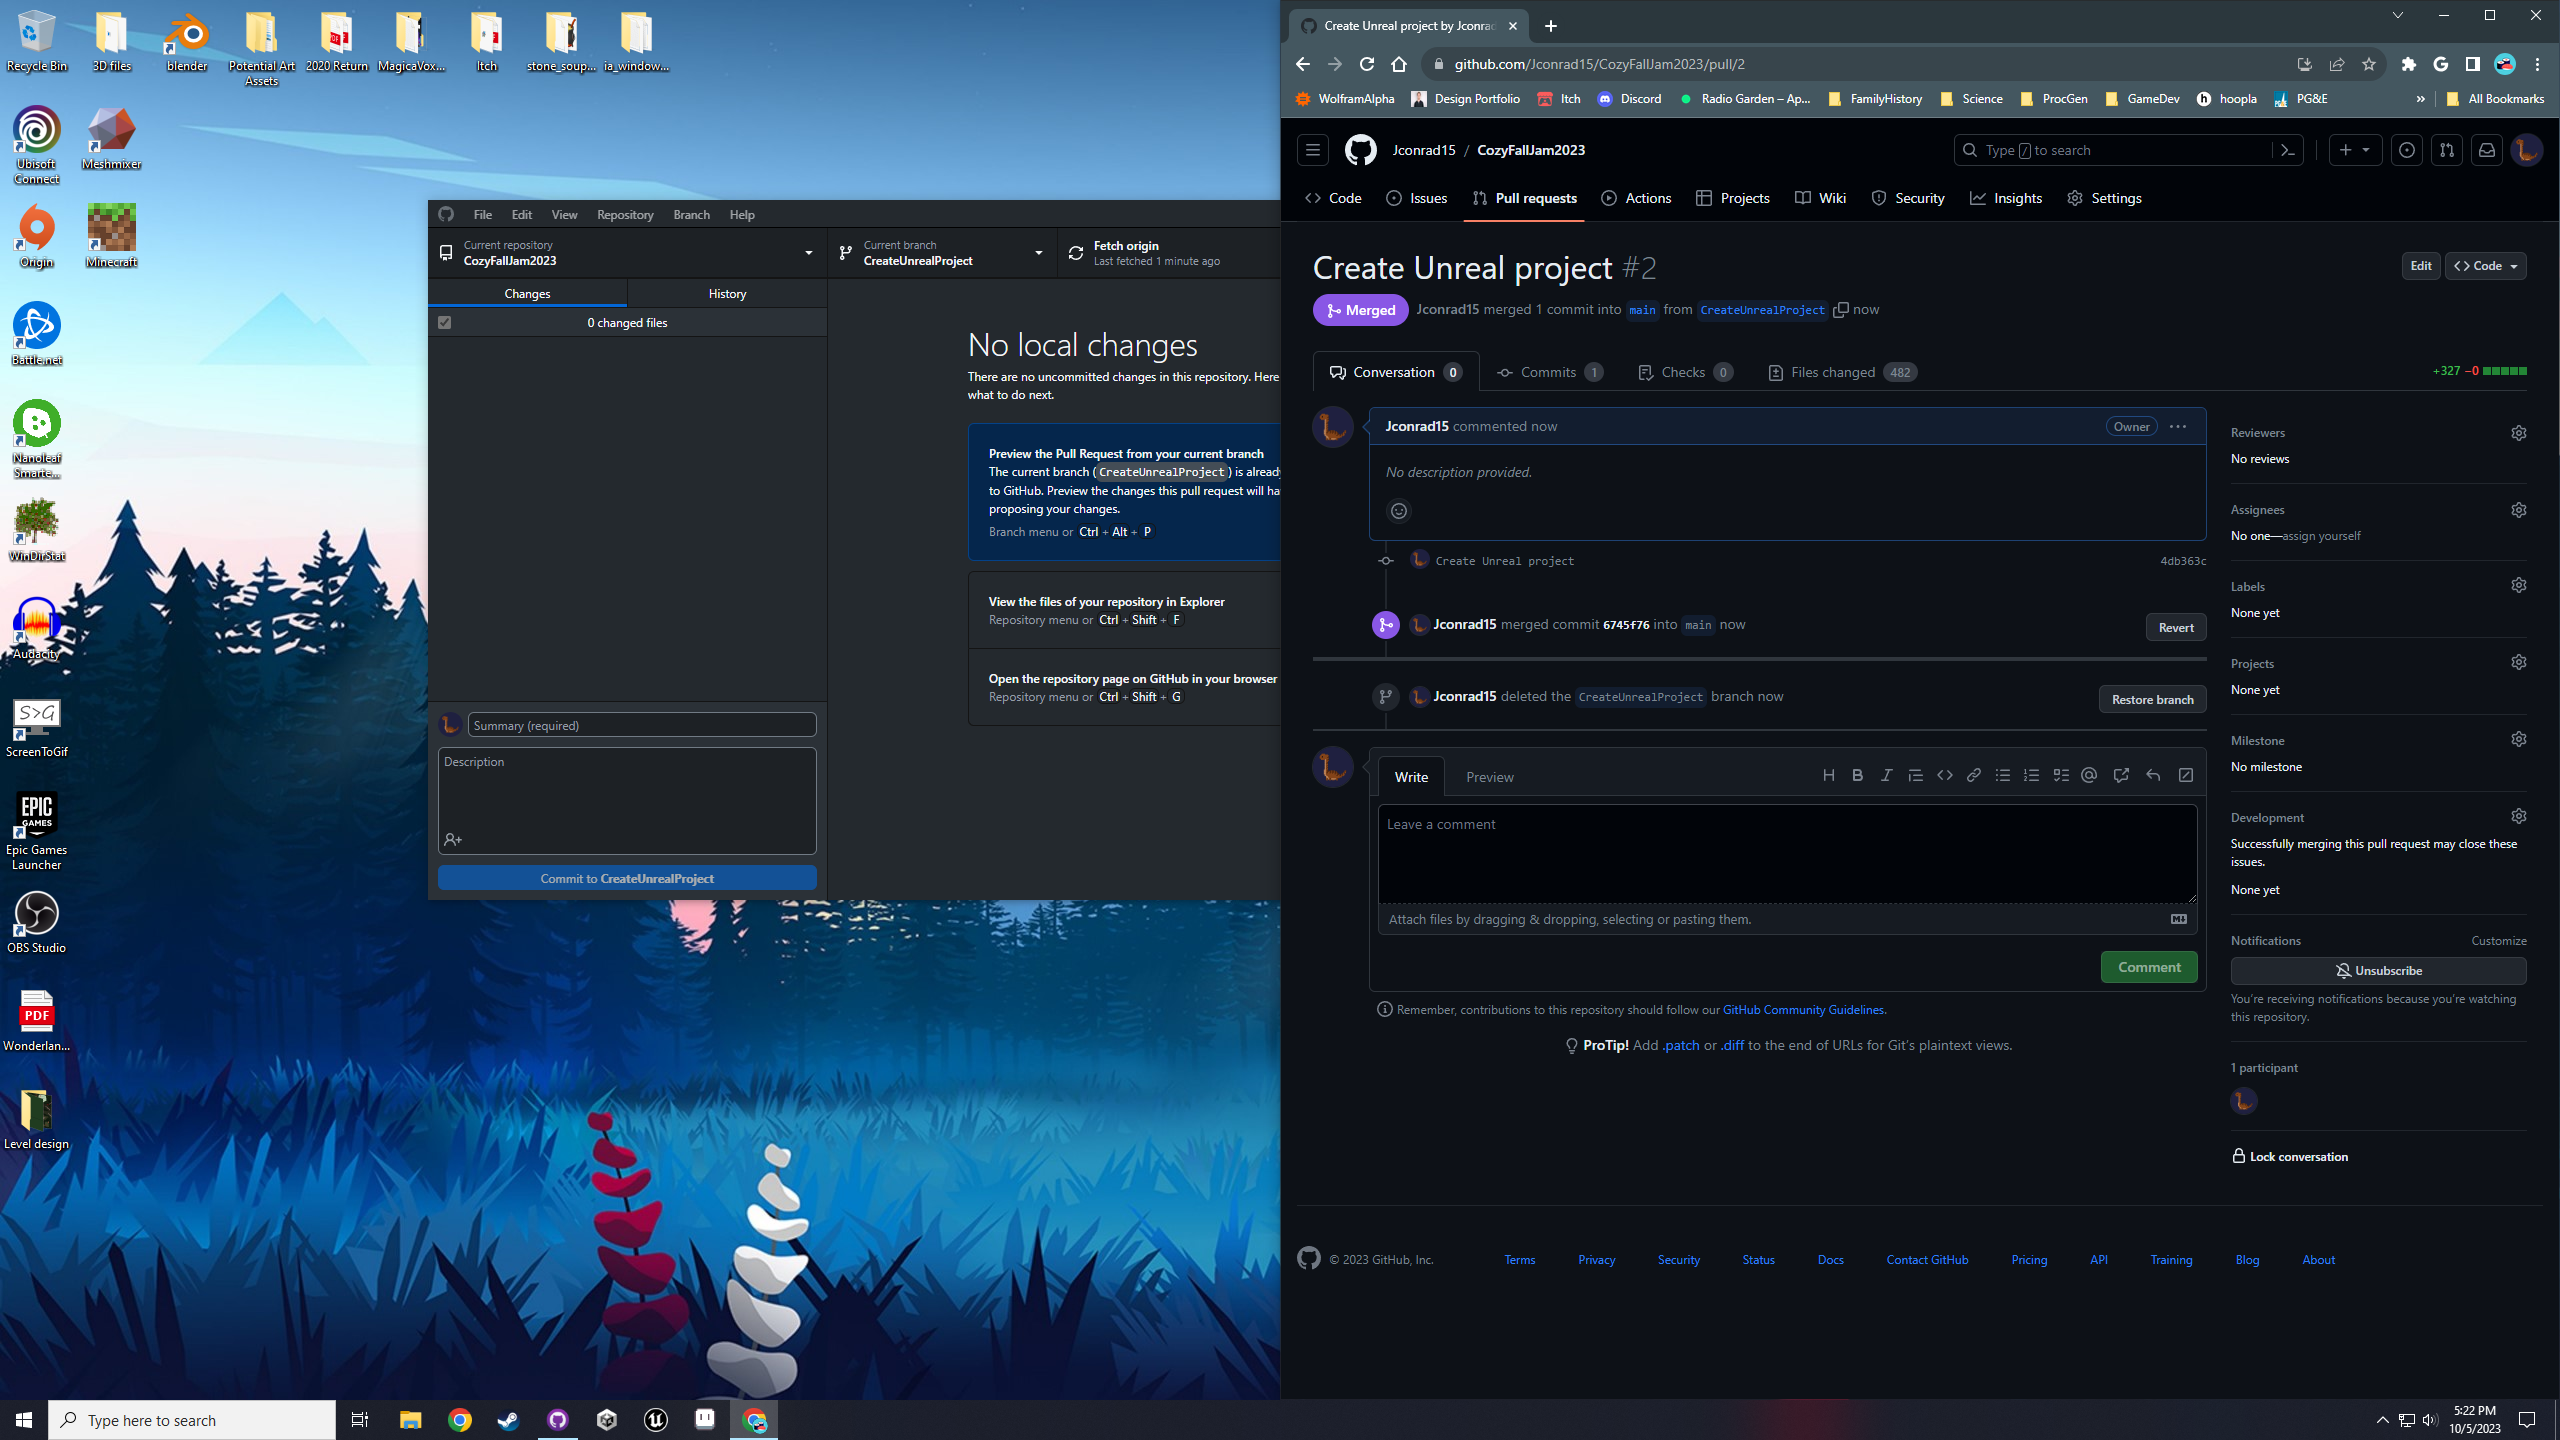 Recycle Bin
3D files
blender
Potential Art Assets
2020 Return
MagicaVox...
Itch
stone_soup...
ia_window...
Ubisoft Connect
Meshmixer
Origin
Minecraft
Battle.net
Nanoleaf Smarte...
WinDirStat
Audacity
S>G
ScreenToGif
EPIC GAMES
Epic Games Launcher
OBS Studio
PDF
Wonderlan...
Level design
File Edit View Repository Branch Help
Current repository
CozyFallJam2023
Current branch
CreateUnrealProject
Fetch origin
Last fetched 1 minute ago
Changes
History
0 changed files
No local changes
There are no uncommitted changes in this repository. Here
what to do next.
Preview the Pull Request from your current branch
The current branch (CreateUnrealProject) is already
to GitHub. Preview the changes this pull request will ha
proposing your changes.
Branch menu or Ctrl + Alt + P
View the files of your repository in Explorer
Repository menu or Ctrl + Shift + F
Open the repository page on GitHub in your browser
Repository menu or Ctrl + Shift + G
Summary (required)
Description
Commit to CreateUnrealProject
Create Unreal project by Jconrad
github.com/Jconrad15/CozyFallJam2023/pull/2
WolframAlpha Design Portfolio Itch Discord Radio Garden – Ap... FamilyHistory Science ProcGen GameDev hoopla PG&E » All Bookmarks
Jconrad15 / CozyFallJam2023
Type / to search
Code Issues Pull requests Actions Projects Wiki Security Insights Settings
Create Unreal project #2
Edit
<> Code
Merged
Jconrad15 merged 1 commit into main from CreateUnrealProject now
Conversation 0
Commits 1
Checks 0
Files changed 482
+327 −0
Jconrad15 commented now
Owner
No description provided.
Create Unreal project
4db363c
Jconrad15 merged commit 6745f76 into main now
Revert
Jconrad15 deleted the CreateUnrealProject branch now
Restore branch
Write
Preview
Leave a comment
Attach files by dragging & dropping, selecting or pasting them.
Comment
Remember, contributions to this repository should follow our GitHub Community Guidelines.
ProTip! Add .patch or .diff to the end of URLs for Git's plaintext views.
Reviewers
No reviews
Assignees
No one—assign yourself
Labels
None yet
Projects
None yet
Milestone
No milestone
Development
Successfully merging this pull request may close these
issues.
None yet
Notifications
Customize
Unsubscribe
You're receiving notifications because you're watching
this repository.
1 participant
Lock conversation
© 2023 GitHub, Inc. Terms Privacy Security Status Docs Contact GitHub Pricing API Training Blog About
Type here to search
5:22 PM
10/5/2023